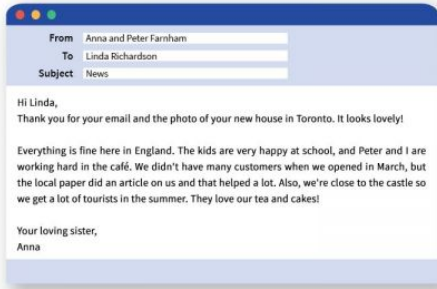 From Anna and Peter Farnham
To Linda Richardson
Subject News
Hi Linda,
Thank you for your email and the photo of your new house in Toronto. It looks lovely!
Everything is fine here in England. The kids are very happy at school, and Peter and I are
working hard in the café. We didn't have many customers when we opened in March, but
the local paper did an article on us and that helped a lot. Also, we're close to the castle so
we get a lot of tourists in the summer. They love our tea and cakes!
Your loving sister,
Anna